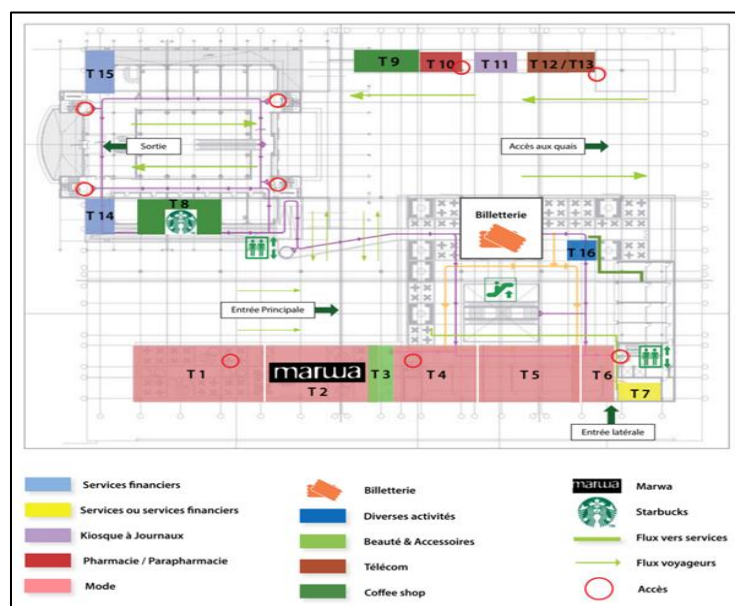 T 15
T 9
T 10
T 11
T 12 / T13
Sortie
Accès aux quais
T 14
T 8
Billetterie
T 16
Entrée Principale
T 1
marwa
T 2
T 3
T 4
T 5
T 6
T 7
Entrée latérale
Services financiers
Services ou services financiers
Kiosque à Journaux
Pharmacie / Parapharmacie
Mode
Billetterie
Diverses activités
Beauté & Accessoires
Télécom
Coffee shop
marwa
Marwa
Starbucks
Flux vers services
Flux voyageurs
Accès